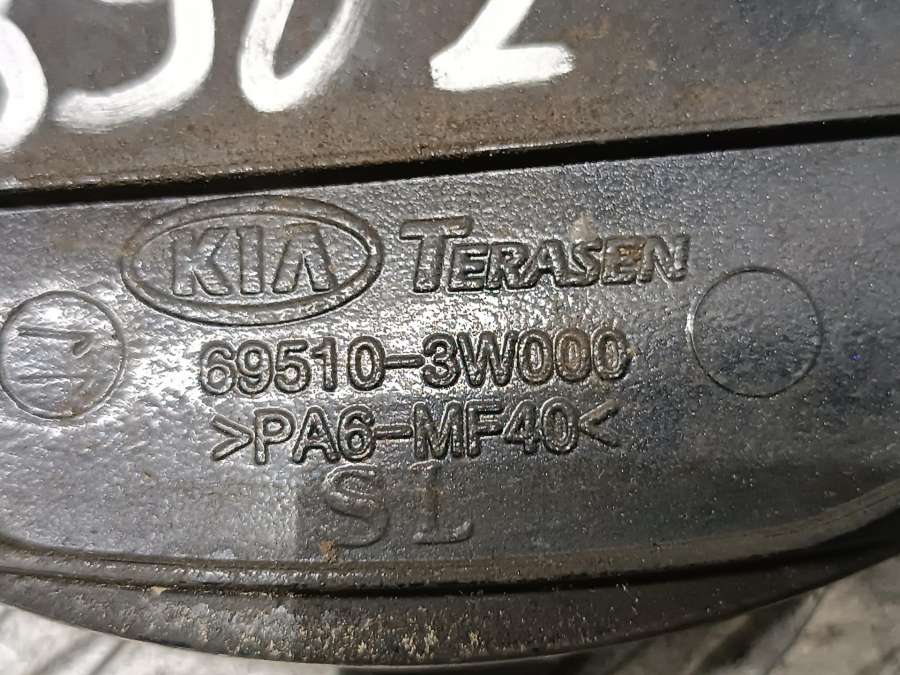 KIA TERASEN
69510-3W000
>PA6-MF40<
SL